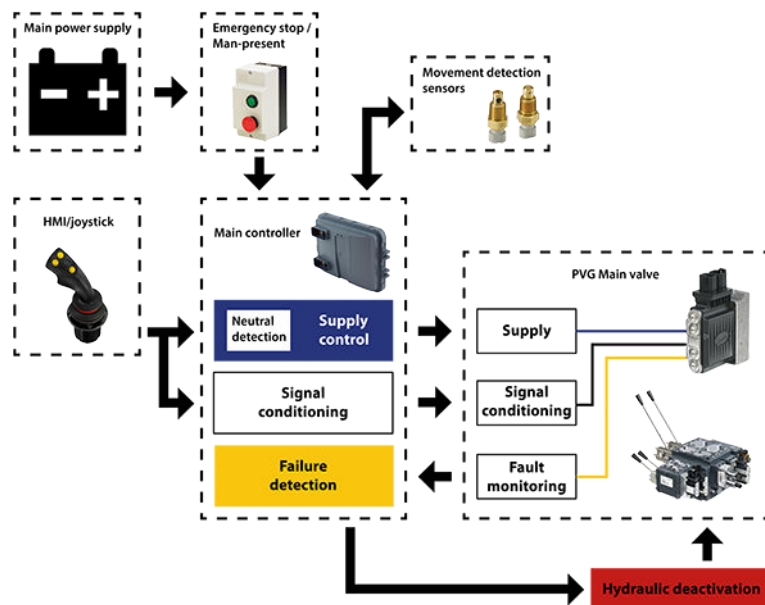 Main power supply
Emergency stop /
Man-present
Movement detection
sensors
HMI/joystick
Main controller
Neutral
detection
Supply
control
Signal
conditioning
Failure
detection
PVG Main valve
Supply
Signal
conditioning
Fault
monitoring
Hydraulic deactivation